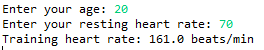 Enter your age: 20
Enter your resting heart rate: 70
Training heart rate: 161.0 beats/min